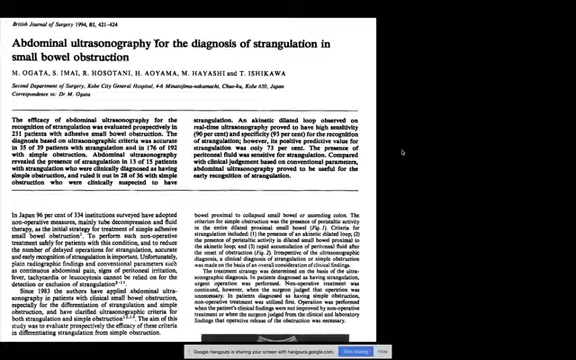 British Journal of Surgery 1994, 81, 421-424
Abdominal ultrasonography for the diagnosis of strangulation in
small bowel obstruction
M. OGATA, S. IMAI, R. HOSOTANI, H. AOYAMA, M. HAYASHI and T. ISHIKAWA
Second Department of Surgery, Kobe City General Hospital, 4-6 Minatojima-nakamachi, Chuo-ku, Kobe 650, Japan
Correspondence to: Dr M. Ogata
The efficacy of abdominal ultrasonography for the
recognition of strangulation was evaluated prospectively in
231 patients with adhesive small bowel obstruction. The
diagnosis based on ultrasonographic criteria was accurate
in 35 of 39 patients with strangulation and in 176 of 192
with simple obstruction. Abdominal ultrasonography
revealed the presence of strangulation in 13 of 15 patients
with strangulation who were clinically diagnosed as having
simple obstruction, and ruled it out in 28 of 36 with simple
obstruction who were clinically suspected to have
strangulation. An akinetic dilated loop observed on
real-time ultrasonography proved to have high sensitivity
(90 per cent) and specificity (93 per cent) for the recognition
of strangulation; however, its positive predictive value for
strangulation was only 73 per cent. The presence of
peritoneal fluid was sensitive for strangulation. Compared
with clinical judgement based on conventional parameters,
abdominal ultrasonography proved to be useful for the
early recognition of strangulation.
In Japan 96 per cent of 334 institutions surveyed have adopted
non-operative measures, mainly tube decompression and fluid
therapy, as the initial strategy for treatment of simple adhesive
small bowel obstruction. To perform such non-operative
treatment safely for patients with this condition, and to reduce
the number of delayed operations for strangulation, accurate
and early recognition of strangulation is important. Unfortunately,
plain radiographic findings and conventional parameters such
as continuous abdominal pain, signs of peritoneal irritation,
fever, tachycardia or leucocytosis cannot be relied on for the
detection or exclusion of strangulation
Since 1983 the authors have applied abdominal ultra-
sonography in patients with clinical small bowel obstruction,
especially for the differentiation of strangulation and simple
obstruction, and have clarified ultrasonographic criteria for
both strangulation and simple obstruction. The aim of this
study was to evaluate prospectively the efficacy of these criteria
in differentiating strangulation from simple obstruction.
bowel proximal to collapsed small bowel or ascending colon. The
criterion for simple obstruction was the presence of peristaltic activity
in the entire dilated proximal small bowel (Fig. 1). Criteria for
strangulation included: (1) the presence of an akinetic dilated loop; (2)
the presence of peristaltic activity in dilated small bowel proximal to
the akinetic loop; and (3) rapid accumulation of peritoneal fluid after
the onset of obstruction (Fig. 2). Irrespective of the ultrasonographic
diagnosis, a clinical diagnosis of strangulation or simple obstruction
was made on the basis of an overall consideration of clinical findings.
The treatment strategy was determined on the basis of the ultra-
sonographic diagnosis. In patients diagnosed as having strangulation,
urgent operation was performed. Non-operative treatment was
continued, however, when the surgeon judged that operation was
unnecessary. In patients diagnosed as having simple obstruction,
non-operative treatment was utilized first. Operation was performed
when the patient's clinical findings were not improved by non-operative
treatment or when the surgeon judged from the clinical and laboratory
findings that operative release of the obstruction was necessary.
Google Hangouts is sharing your screen with hangouts.google.com.
Stop sharing
Hide